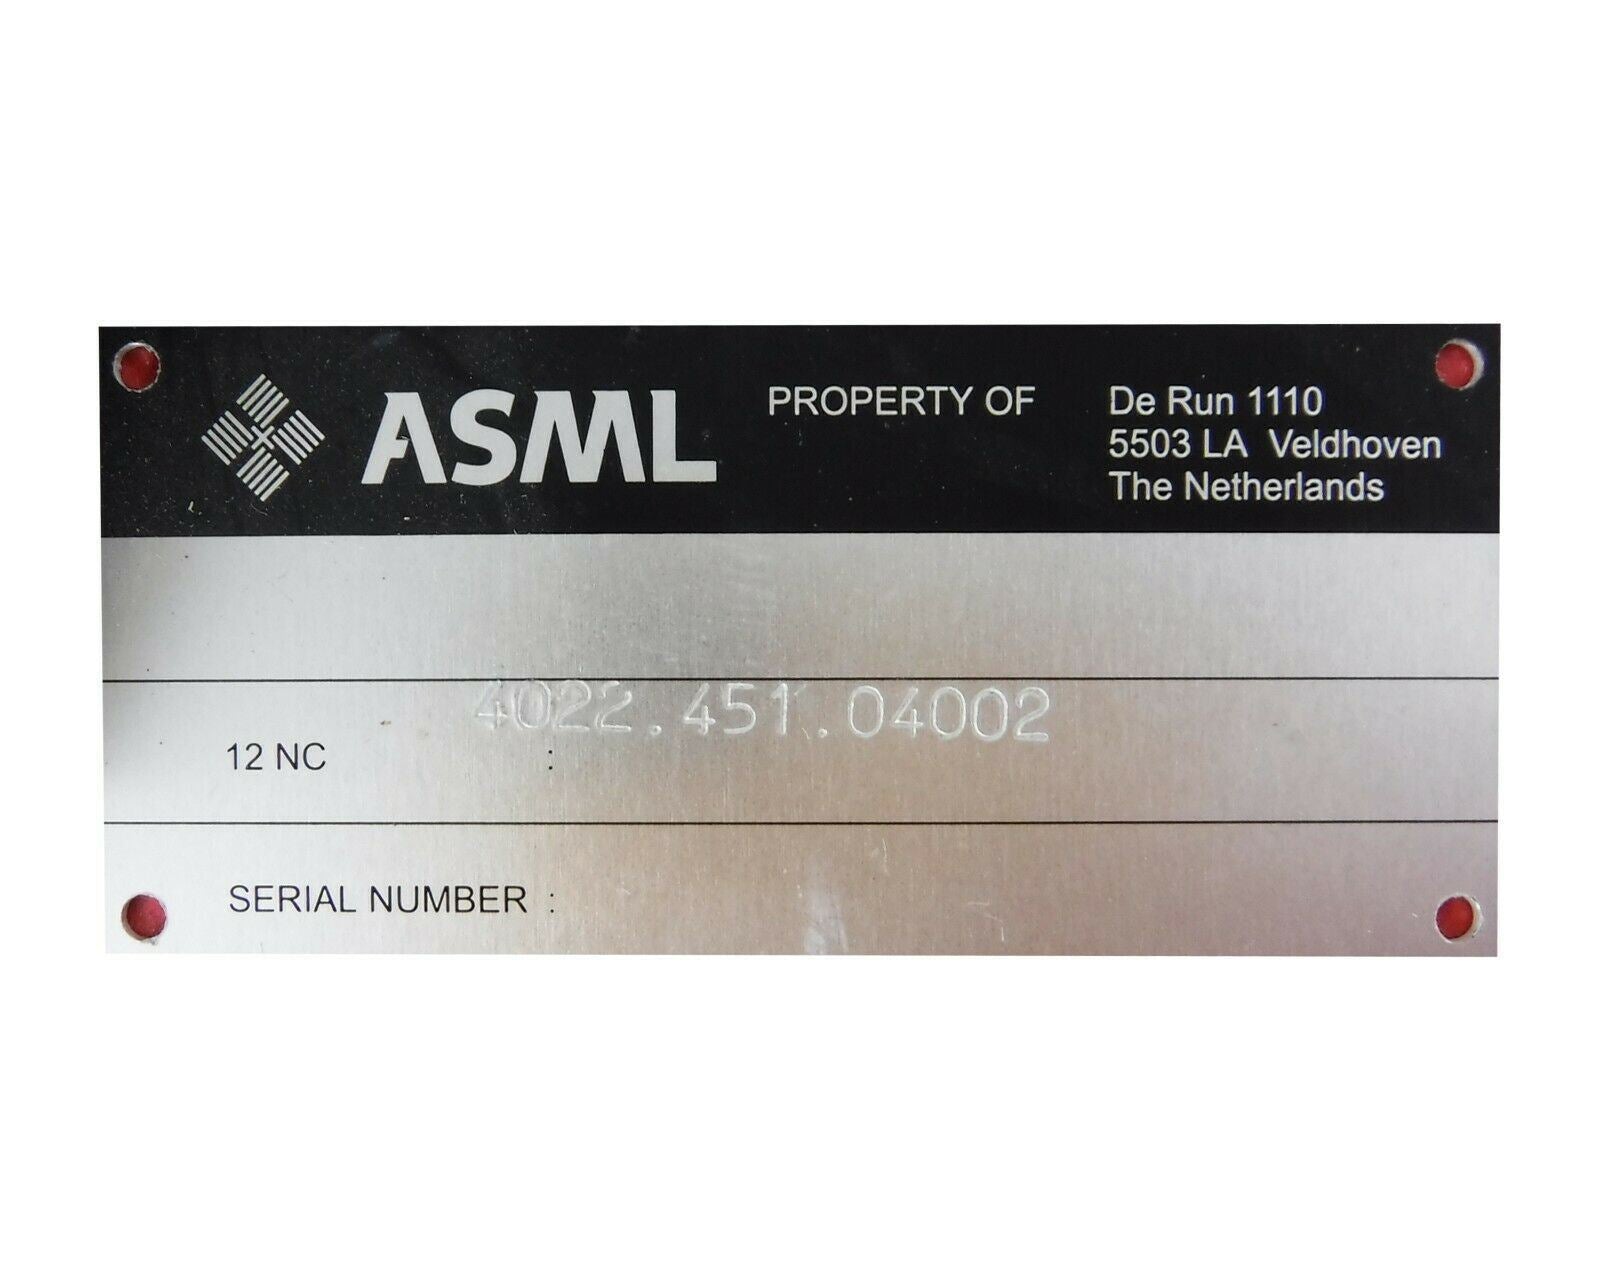 ASML PROPERTY OF De Run 1110
5503 LA Veldhoven
The Netherlands
4022.451.04002
12 NC :
SERIAL NUMBER :